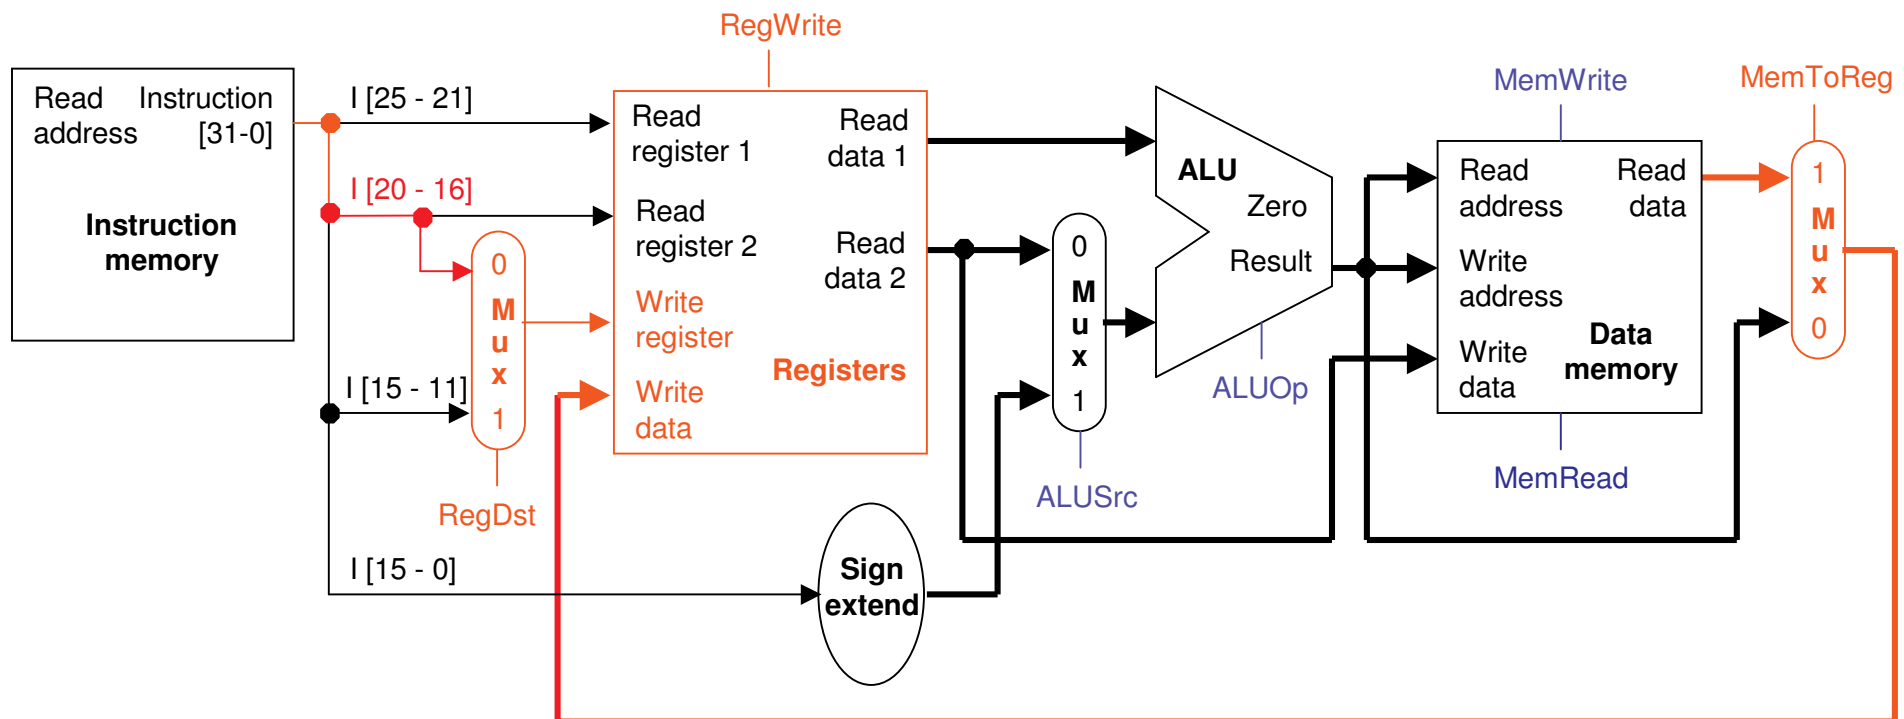 RegWrite
Read Instruction
address [31-0]
Instruction
memory
I [25 - 21]
I [20 - 16]
I [15 - 11]
I [15 - 0]
0
M
u
x
1
RegDst
Read
register 1
Read
data 1
Read
register 2
Read
data 2
Write
register
Registers
Write
data
Sign
extend
0
M
u
x
1
ALUSrc
ALU
Zero
Result
ALUOp
MemWrite
Read
address
Read
data
Write
address
Write
data
Data
memory
MemRead
MemToReg
1
M
u
x
0